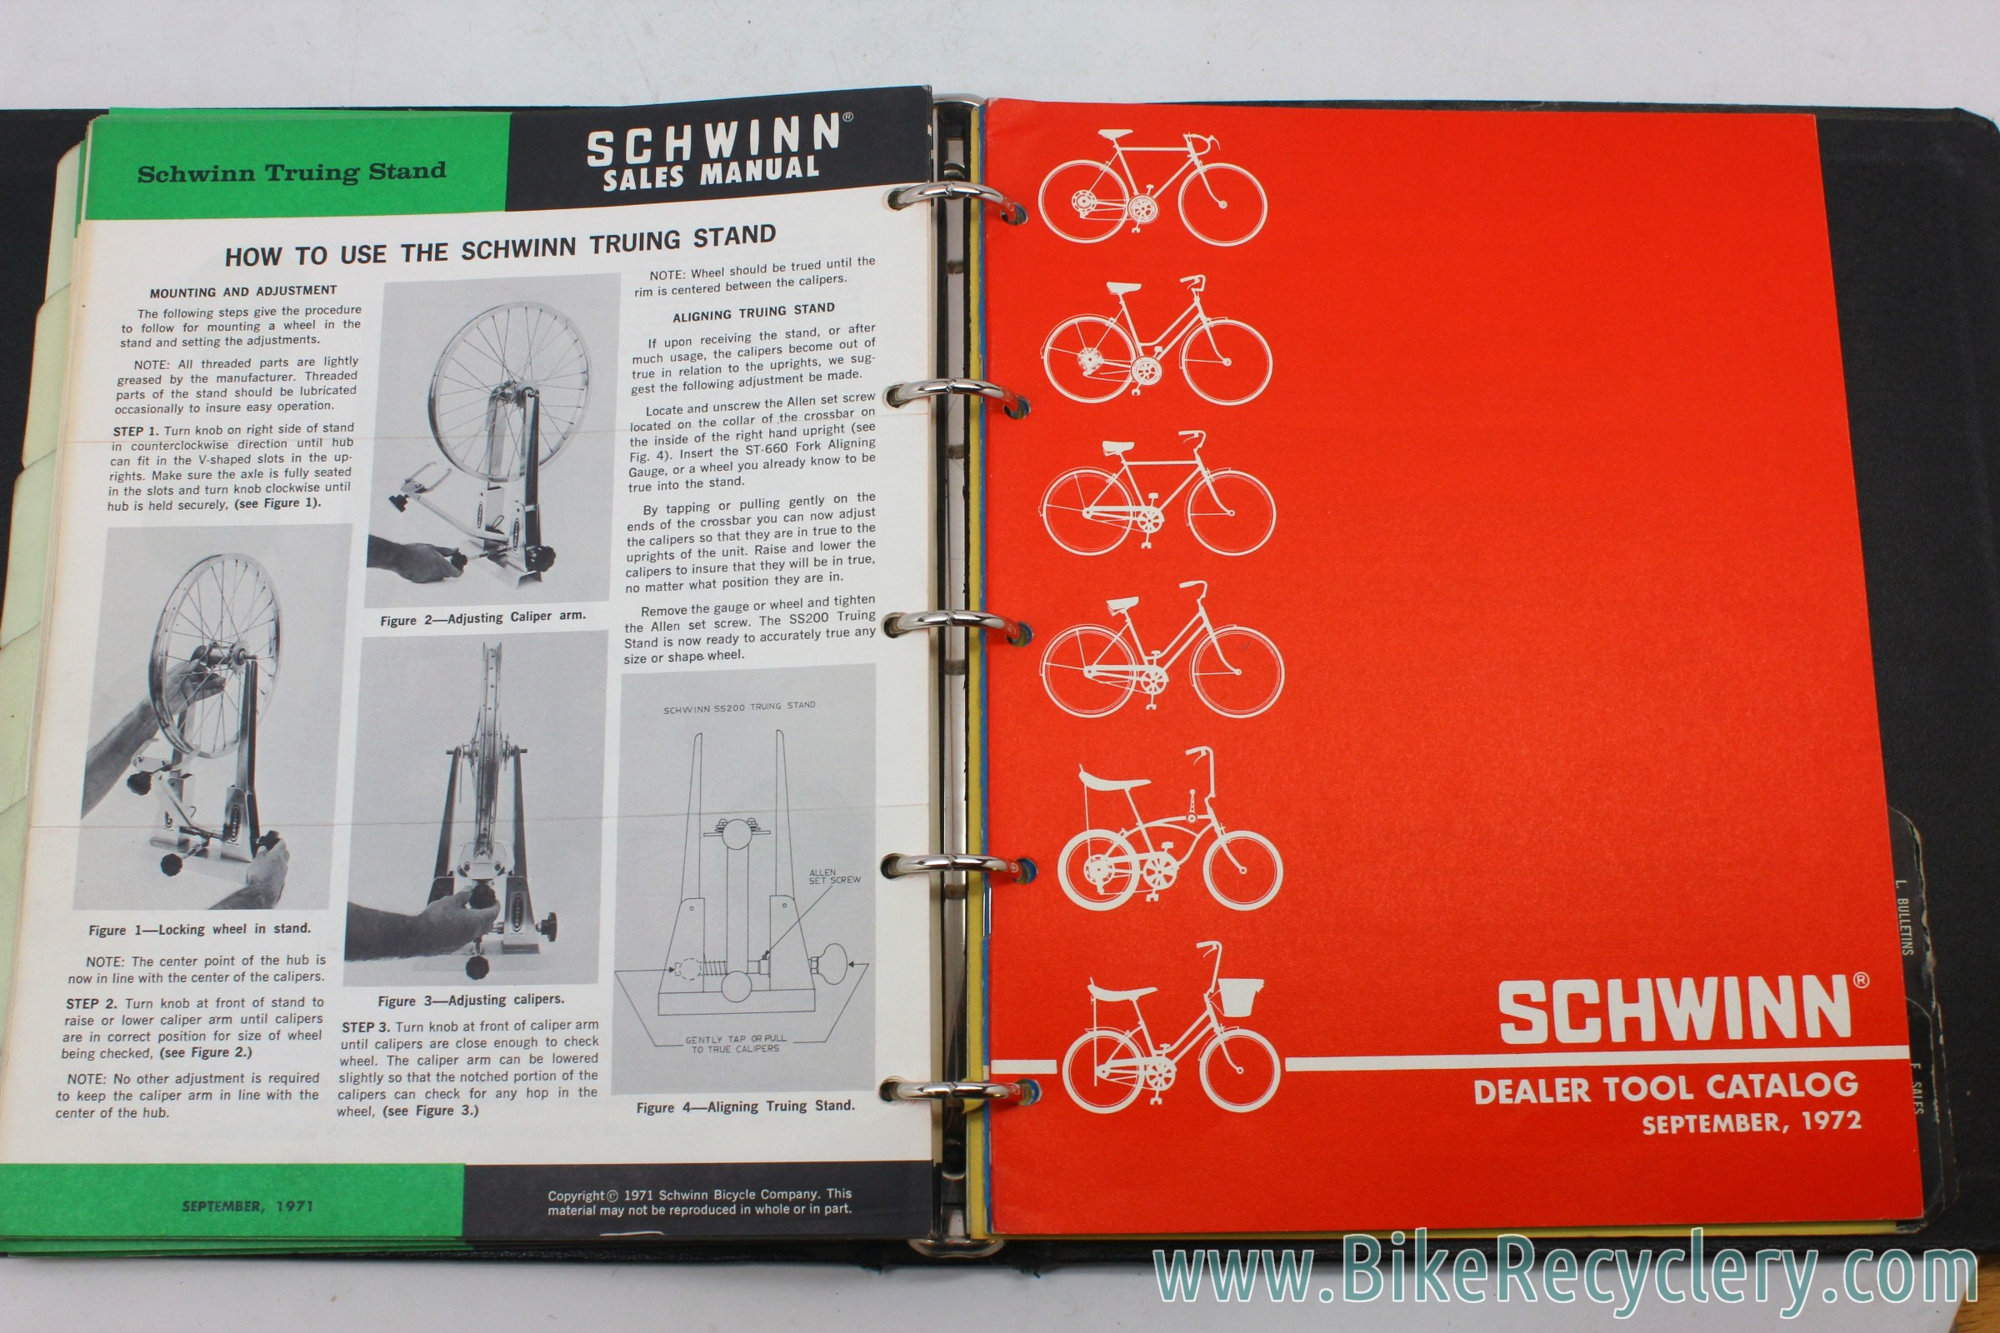 Schwinn Truing Stand
SCHWINN®
SALES MANUAL
HOW TO USE THE SCHWINN TRUING STAND
MOUNTING AND ADJUSTMENT
The following steps give the procedure
to follow for mounting a wheel in the
stand and setting the adjustments.
NOTE: All threaded parts are lightly
greased by the manufacturer. Threaded
parts of the stand should be lubricated
occasionally to insure easy operation.
STEP 1. Turn knob on right side of stand
in counterclockwise direction until hub
can fit in the V-shaped slots in the up-
rights. Make sure the axle is fully seated
in the slots and turn knob clockwise until
hub is held securely, (see Figure 1).
Figure 1—Locking wheel in stand.
NOTE: The center point of the hub is
now in line with the center of the calipers.
STEP 2. Turn knob at front of stand to
raise or lower caliper arm until calipers
are in correct position for size of wheel
being checked, (see Figure 2.)
NOTE: No other adjustment is required
to keep the caliper arm in line with the
center of the hub.
Figure 2—Adjusting Caliper arm.
Figure 3—Adjusting calipers.
STEP 3. Turn knob at front of caliper arm
until calipers are close enough to check
wheel. The caliper arm can be lowered
slightly so that the notched portion of the
calipers can check for any hop in the
wheel, (see Figure 3.)
NOTE: Wheel should be trued until the
rim is centered between the calipers.
ALIGNING TRUING STAND
If upon receiving the stand, or after
much usage, the calipers become out of
true in relation to the uprights, we sug-
gest the following adjustment be made.
Locate and unscrew the Allen set screw
located on the collar of the crossbar on
the inside of the right hand upright (see
Fig. 4). Insert the ST-660 Fork Aligning
Gauge, or a wheel you already know to be
true into the stand.
By tapping or pulling gently on the
ends of the crossbar you can now adjust
the calipers so that they are in true to the
uprights of the unit. Raise and lower the
calipers to insure that they will be in true,
no matter what position they are in.
Remove the gauge or wheel and tighten
the Allen set screw. The SS200 Truing
Stand is now ready to accurately true any
size or shape wheel.
SCHWINN SS200 TRUING STAND
ALLEN
SET SCREW
GENTLY TAP OR PULL
TO TRUE CALIPERS
Figure 4—Aligning Truing Stand.
SEPTEMBER, 1971
Copyright © 1971 Schwinn Bicycle Company. This
material may not be reproduced in whole or in part.
SCHWINN®
DEALER TOOL CATALOG
SEPTEMBER, 1972
L. BULLETINS
F. SALES
www.BikeRecyclery.com